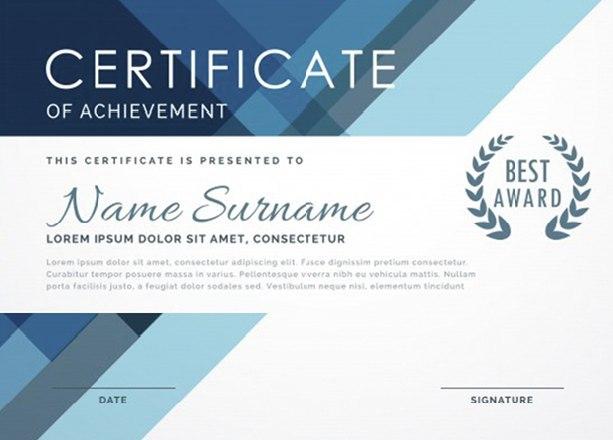 CERTIFICATE
OF ACHIEVEMENT
THIS CERTIFICATE IS PRESENTED TO
BEST
AWARD
Name Surname
LOREM IPSUM DOLOR SIT AMET, CONSECTETUR
Lorem ipsum dolor sit amet, consectetur adipiscing elit. Fusce dignissim pretium consectetur.
Curabitur tempor posuere massa in varius. Pellentesque viverra nibh eu vehicula mattis. Nullam
porta facilisis justo, a feugiat dolor sodales sed. Vestibulum neque nisi, elementum tincidunt
DATE
SIGNATURE